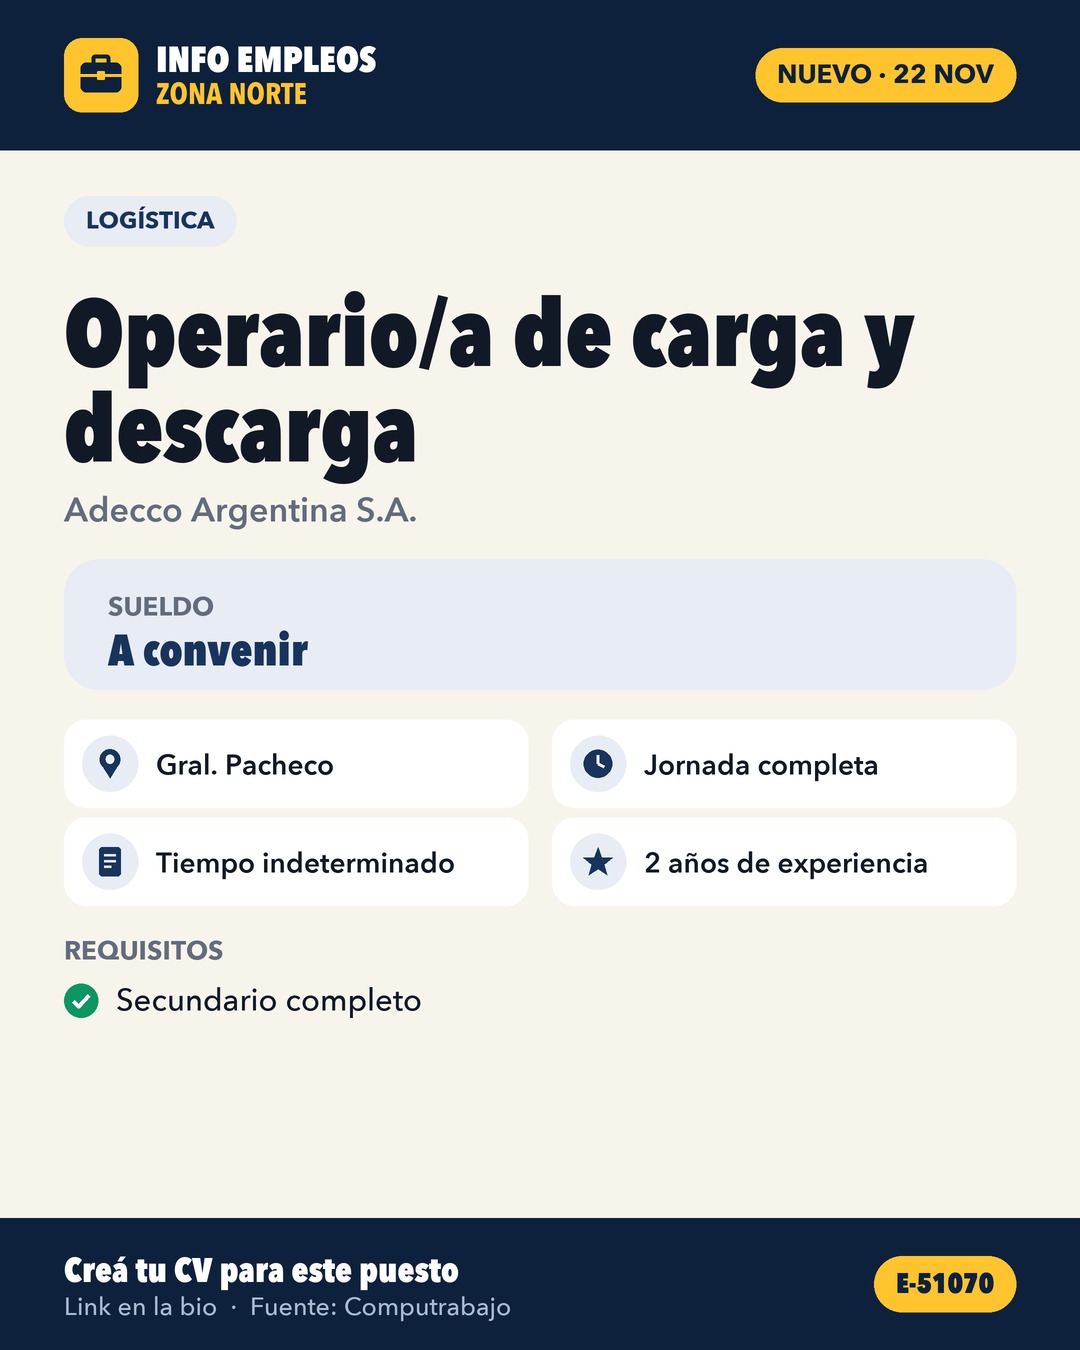 INFO EMPLEOS
ZONA NORTE
NUEVO · 22 NOV
LOGÍSTICA
Operario/a de carga y
descarga
Adecco Argentina S.A.
SUELDO
A convenir
Gral. Pacheco
Jornada completa
Tiempo indeterminado
2 años de experiencia
REQUISITOS
Secundario completo
Creá tu CV para este puesto
Link en la bio · Fuente: Computrabajo
E-51070